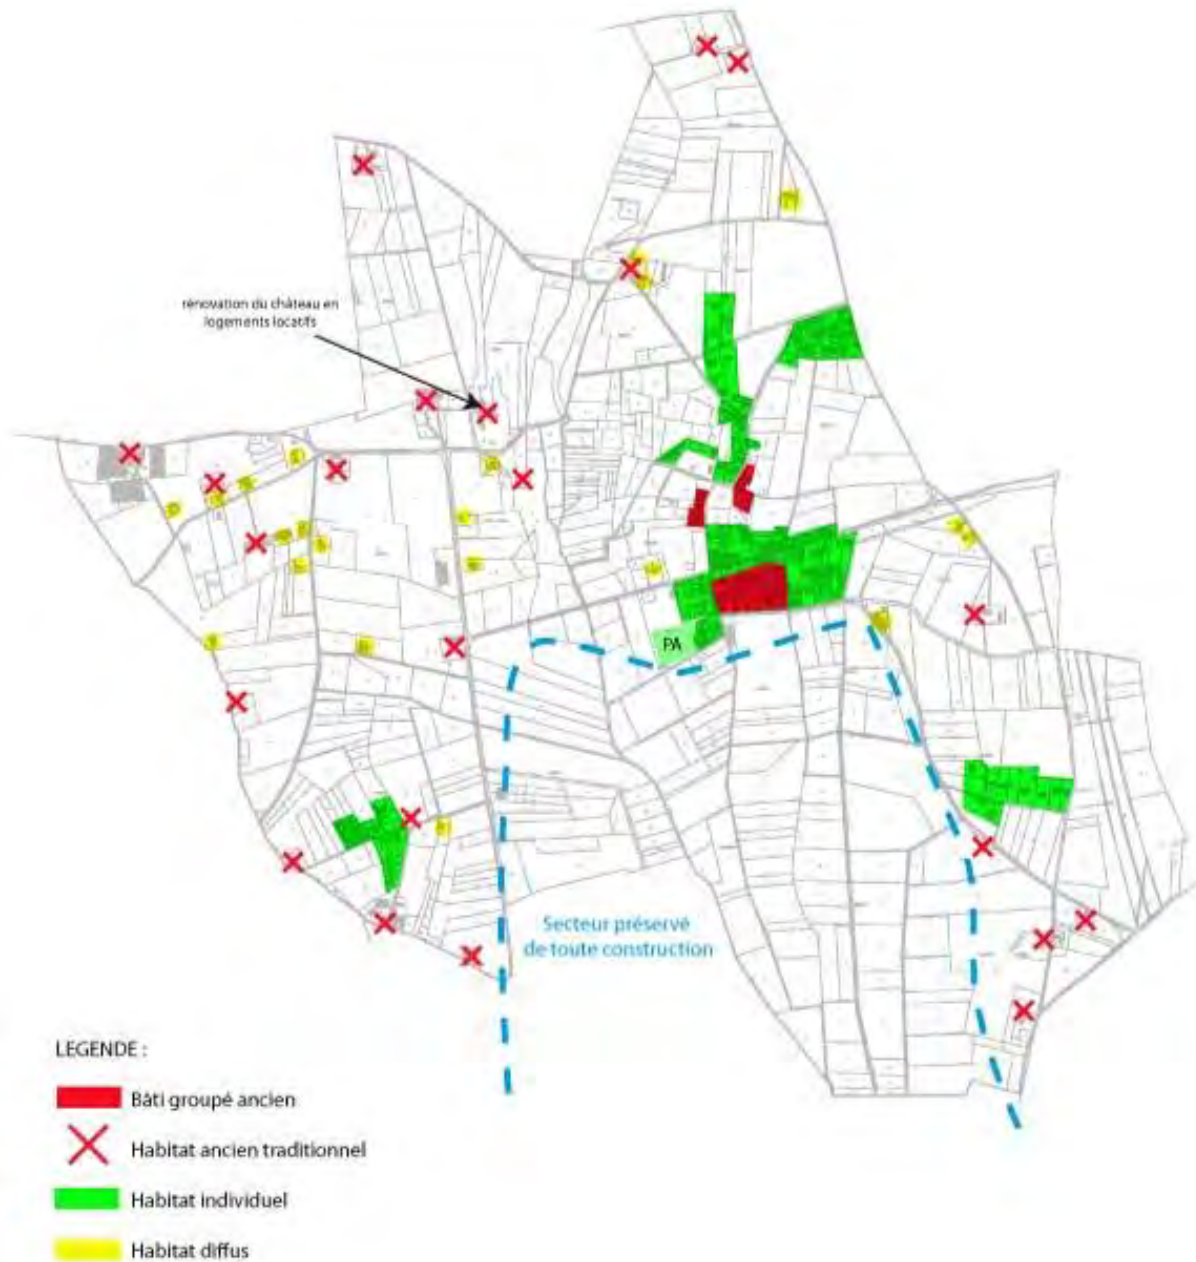 rénovation du château en
logements locatifs
PA
Secteur préservé
de toute construction
LEGENDE :
Bâti groupé ancien
Habitat ancien traditionnel
Habitat individuel
Habitat diffus